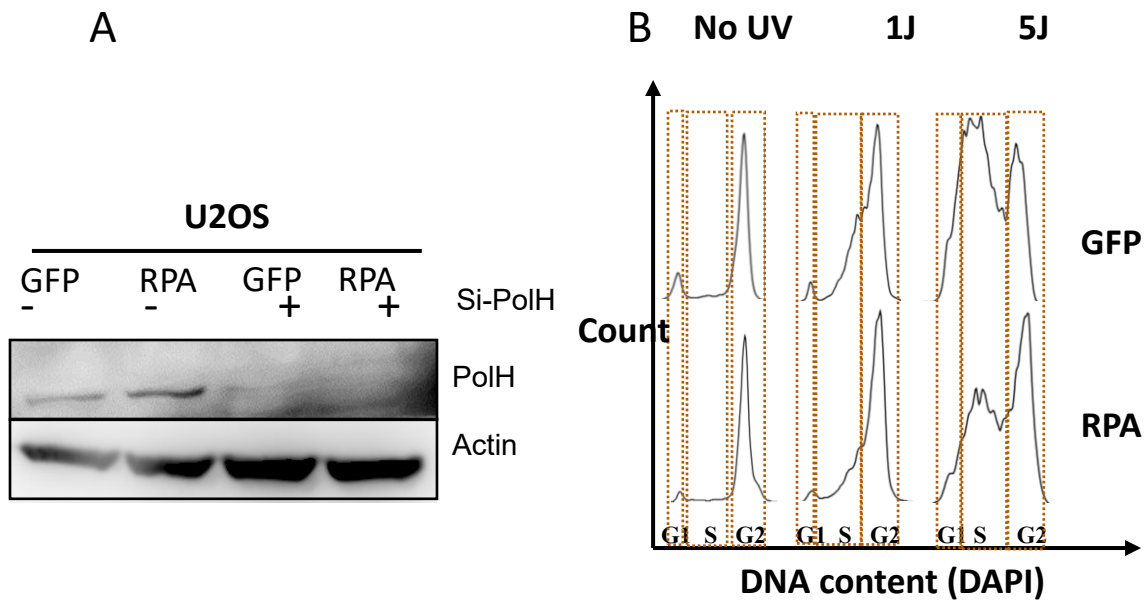 A
U2OS
GFP RPA GFP RPA
- - + + Si-PolH
PolH
Actin
B No UV 1J 5J
GFP
Count
RPA
G1 S G2 G1 S G2 G1 S G2
DNA content (DAPI)